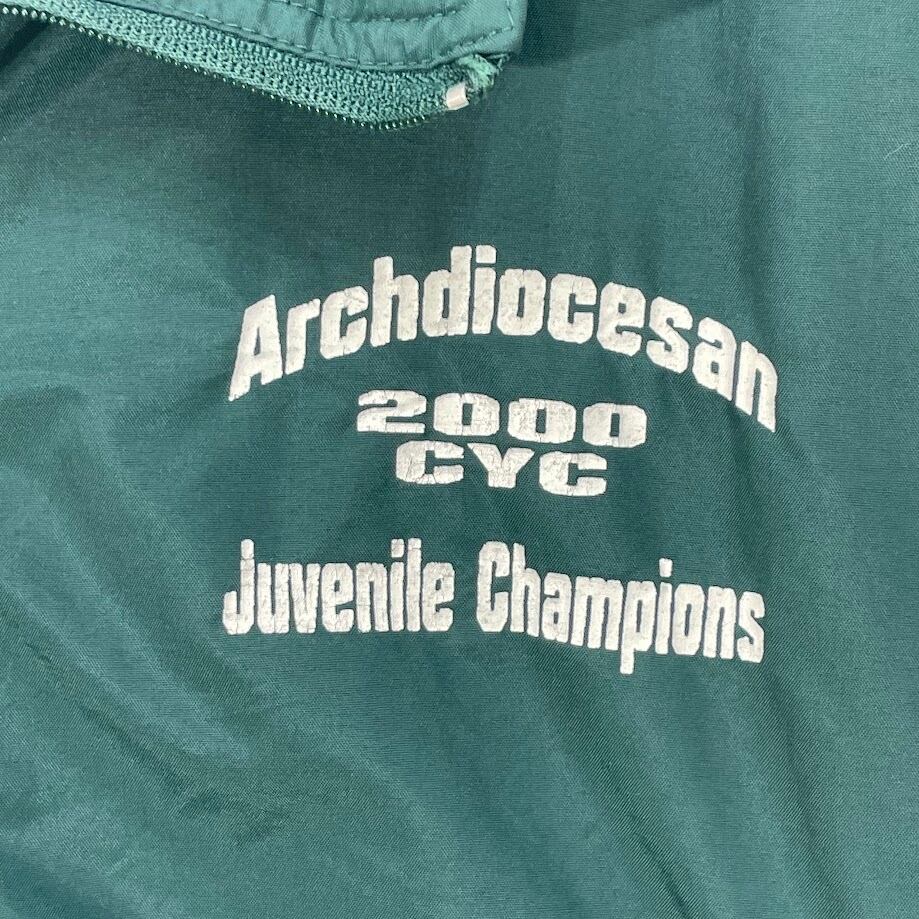 Archdiocesan
2000
CYC
Juvenile Champions